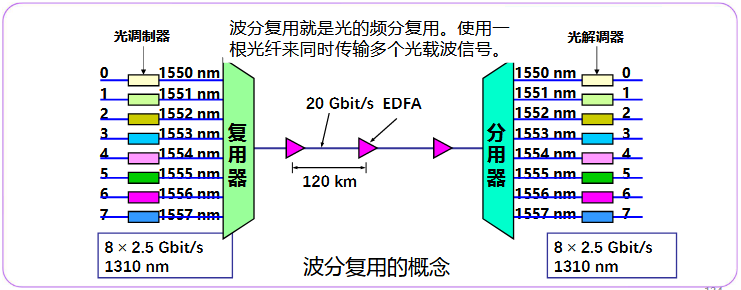 波分复用就是光的频分复用。使用一
根光纤来同时传输多个光载波信号。
光调制器
光解调器
0 1550 nm
1 1551 nm
2 1552 nm
3 1553 nm
4 1554 nm
5 1555 nm
6 1556 nm
7 1557 nm
复用器
20 Gbit/s EDFA
120 km
分用器
1550 nm 0
1551 nm 1
1552 nm 2
1553 nm 3
1554 nm 4
1555 nm 5
1556 nm 6
1557 nm 7
8 × 2.5 Gbit/s
1310 nm
8 × 2.5 Gbit/s
1310 nm
波分复用的概念